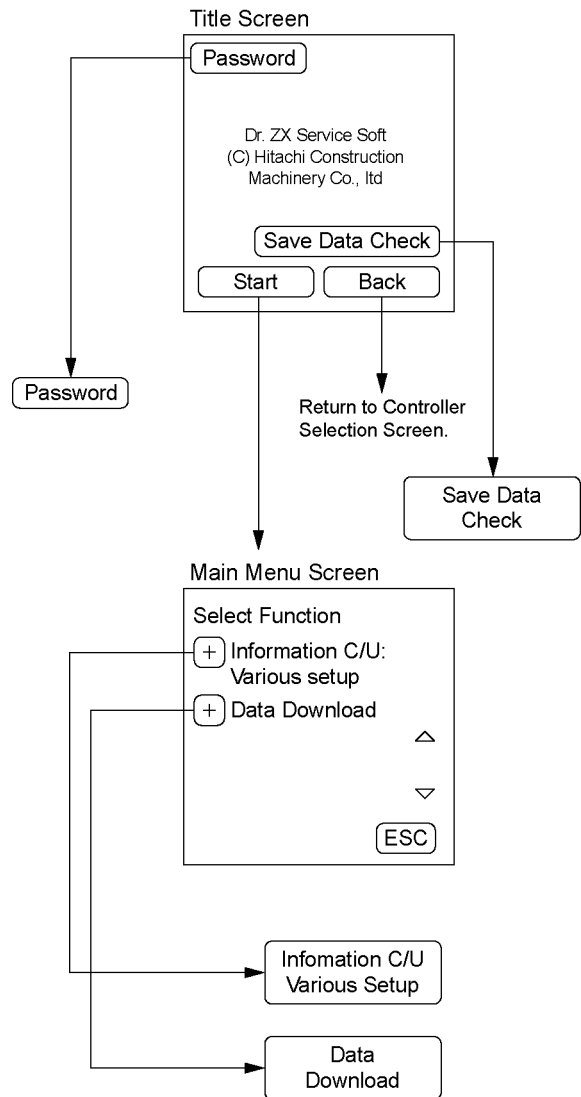 Title Screen
Password
Dr. ZX Service Soft
(C) Hitachi Construction
Machinery Co., ltd
Save Data Check
Start
Back
Password
Return to Controller
Selection Screen.
Save Data
Check
Main Menu Screen
Select Function
+ Information C/U:
Various setup
+ Data Download
ESC
Infomation C/U
Various Setup
Data
Download